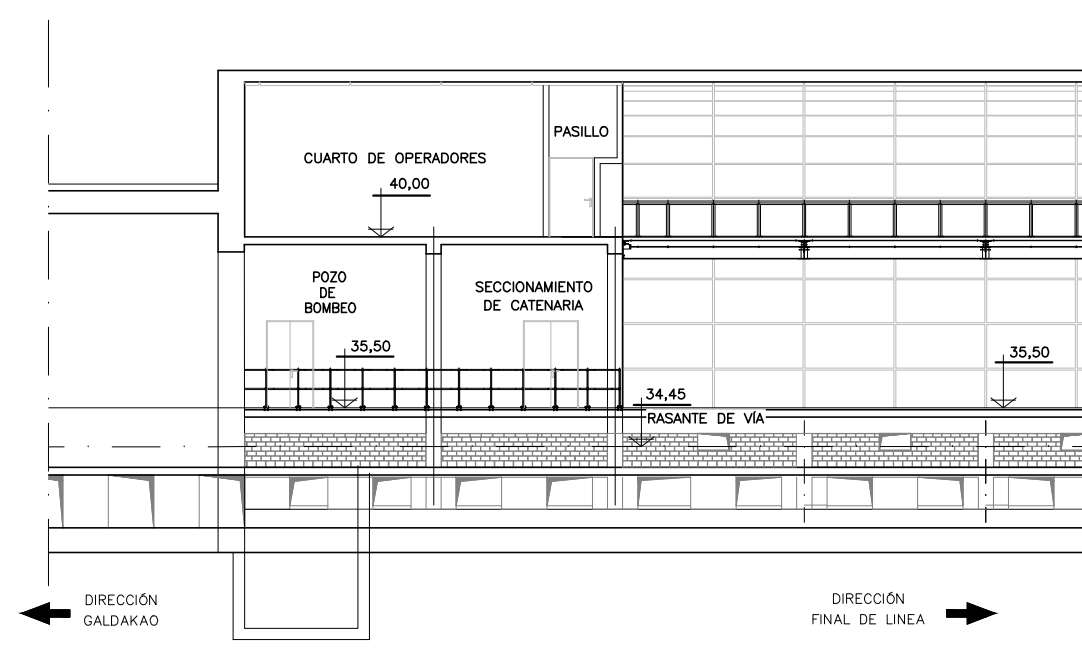 PASILLO
CUARTO DE OPERADORES
40,00
POZO
DE
BOMBEO
SECCIONAMIENTO
DE CATENARIA
35,50
35,50
34,45
RASANTE DE VÍA
DIRECCIÓN
GALDAKAO
DIRECCIÓN
FINAL DE LINEA